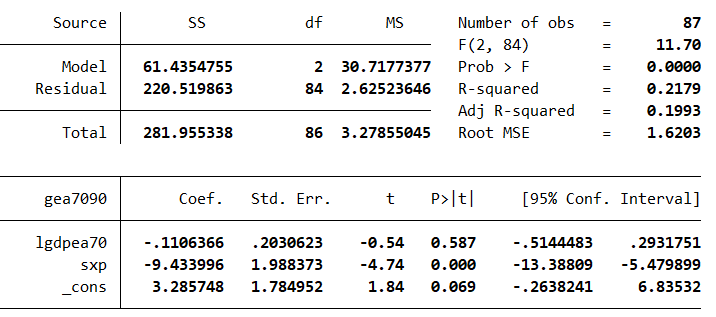 Source SS df MS Number of obs = 87
F(2, 84) = 11.70
Model 61.4354755 2 30.7177377 Prob > F = 0.0000
Residual 220.519863 84 2.62523646 R-squared = 0.2179
Adj R-squared = 0.1993
Total 281.955338 86 3.27855045 Root MSE = 1.6203
gea7090 Coef. Std. Err. t P>|t| [95% Conf. Interval]
lgdpea70 -.1106366 .2030623 -0.54 0.587 -.5144483 .2931751
sxp -9.433996 1.988373 -4.74 0.000 -13.38809 -5.479899
_cons 3.285748 1.784952 1.84 0.069 -.2638241 6.83532